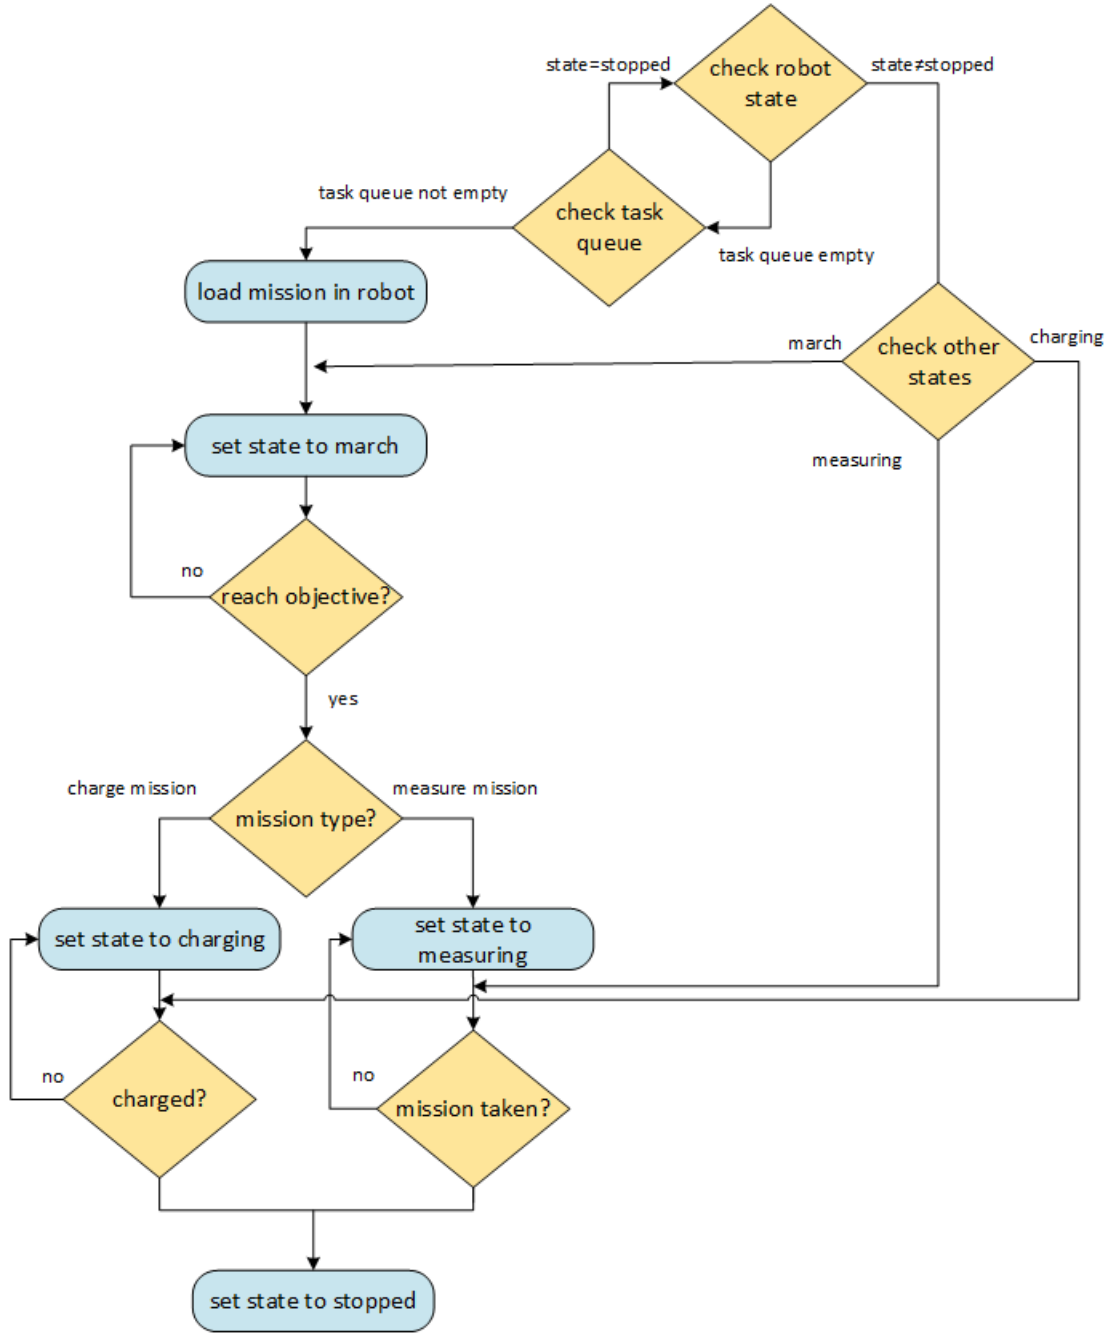 state=stopped
check robot
state
state≠stopped
task queue not empty
check task
queue
task queue empty
load mission in robot
march
check other
states
charging
set state to march
measuring
no
reach objective?
yes
charge mission
measure mission
mission type?
set state to charging
set state to
measuring
no
charged?
no
mission taken?
set state to stopped